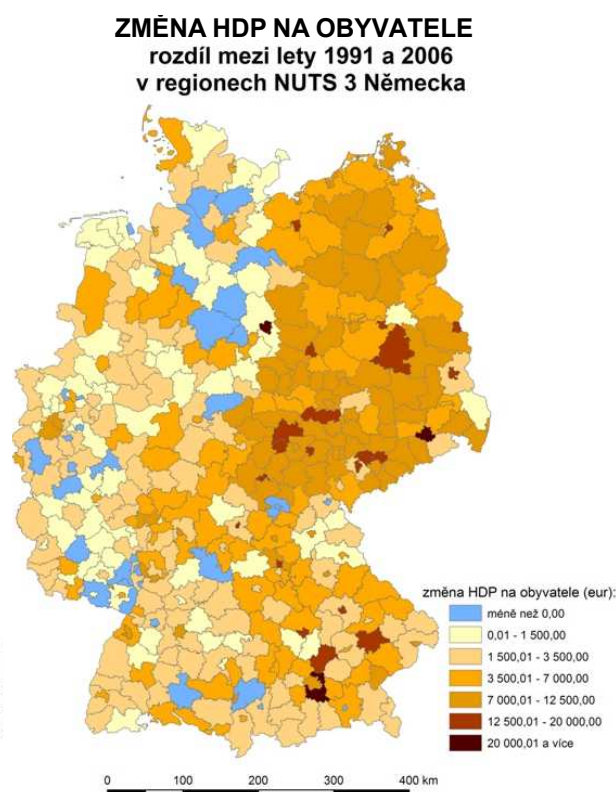 ZMĚNA HDP NA OBYVATELE
rozdíl mezi lety 1991 a 2006
v regionech NUTS 3 Německa
změna HDP na obyvatele (eur):
méně než 0,00
0,01 - 1 500,00
1 500,01 - 3 500,00
3 500,01 - 7 000,00
7 000,01 - 12 500,00
12 500,01 - 20 000,00
20 000,01 a více
0 100 200 300 400 km